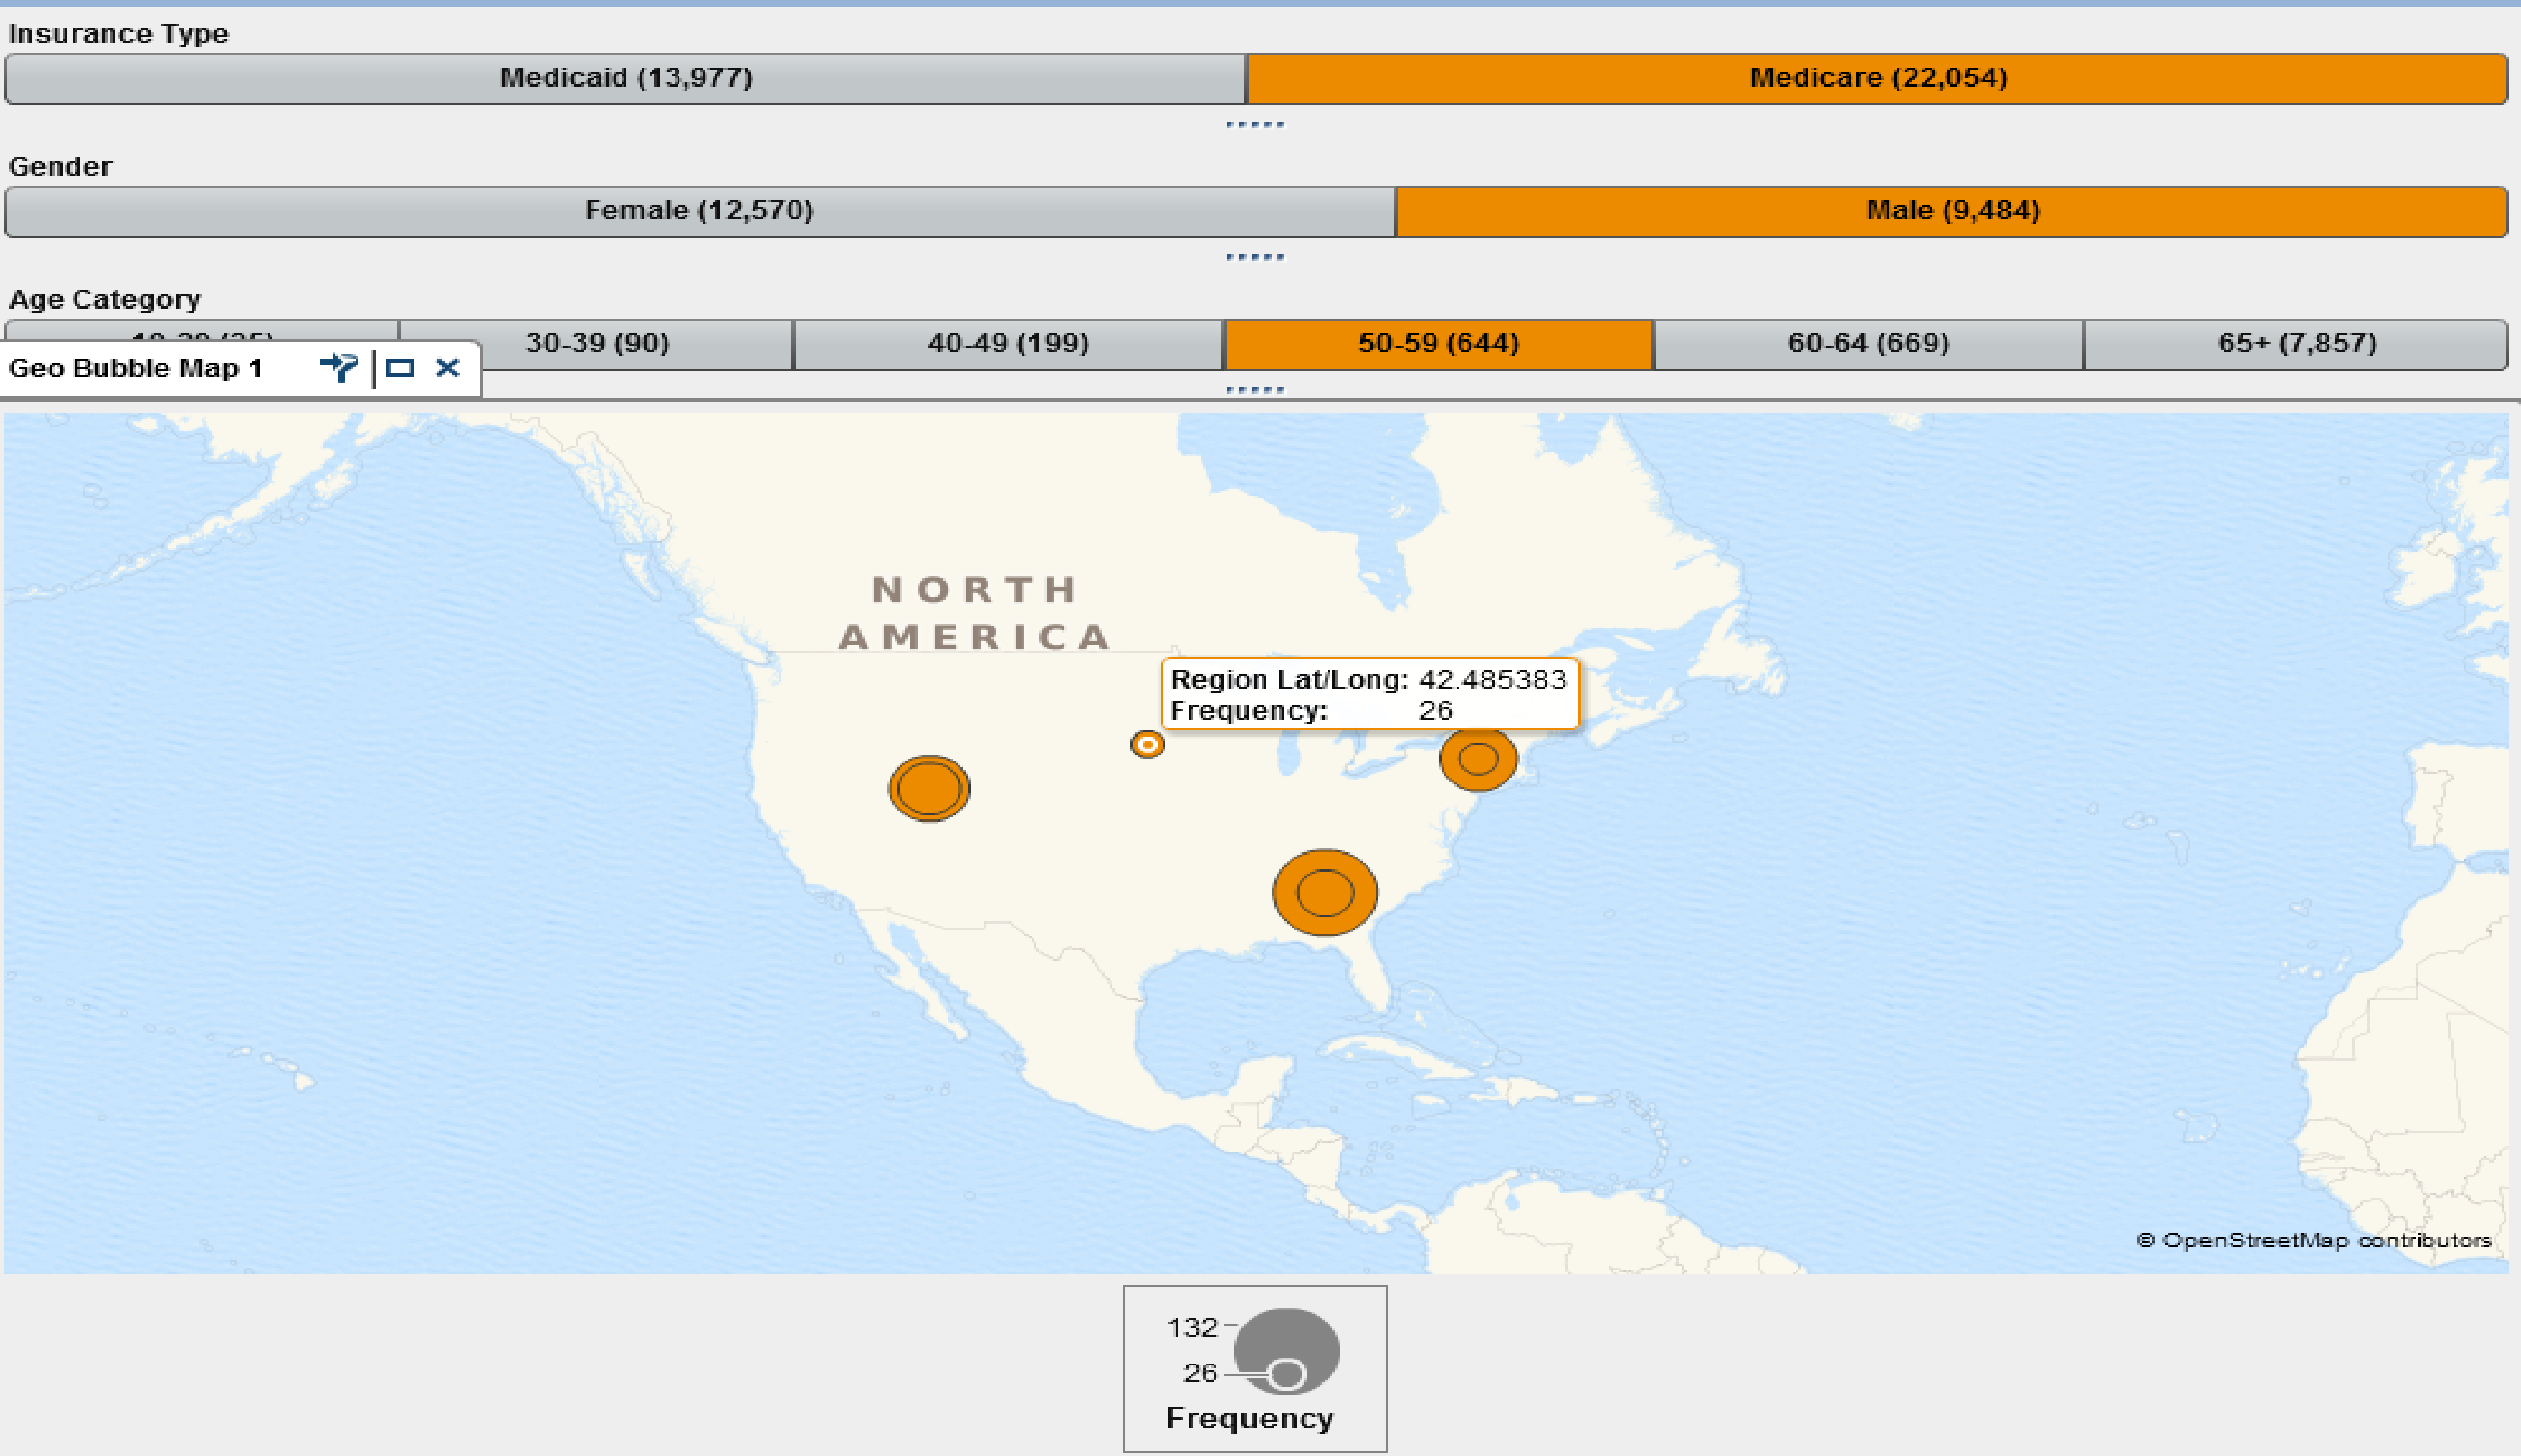 Insurance Type
Medicaid (13,977) Medicare (22,054)
Gender
Female (12,570) Male (9,484)
Age Category
30-39 (90) 40-49 (199) 50-59 (644) 60-64 (669) 65+ (7,857)
Geo Bubble Map 1
NORTH
AMERICA
Region Lat/Long: 42.485383
Frequency: 26
© OpenStreetMap contributors
132
26
Frequency